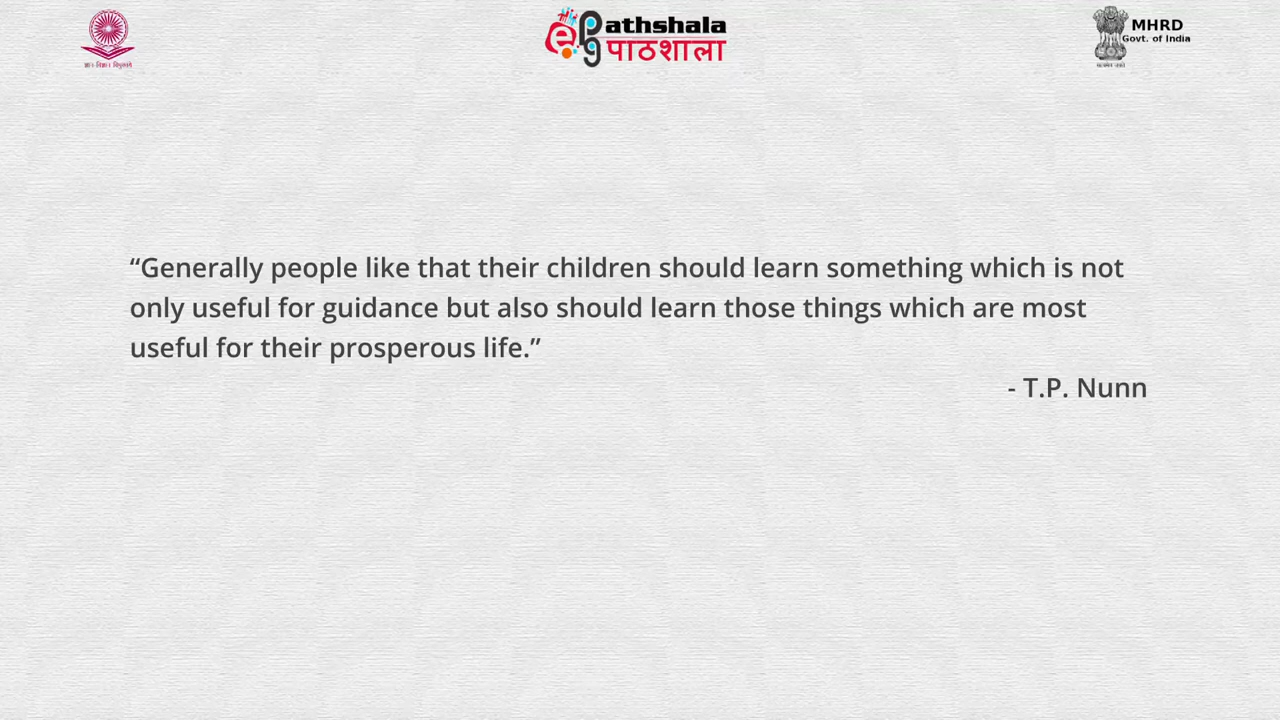 ePathshala
पाठशाला
MHRD
Govt. of India
“Generally people like that their children should learn something which is not
only useful for guidance but also should learn those things which are most
useful for their prosperous life.”
- T.P. Nunn